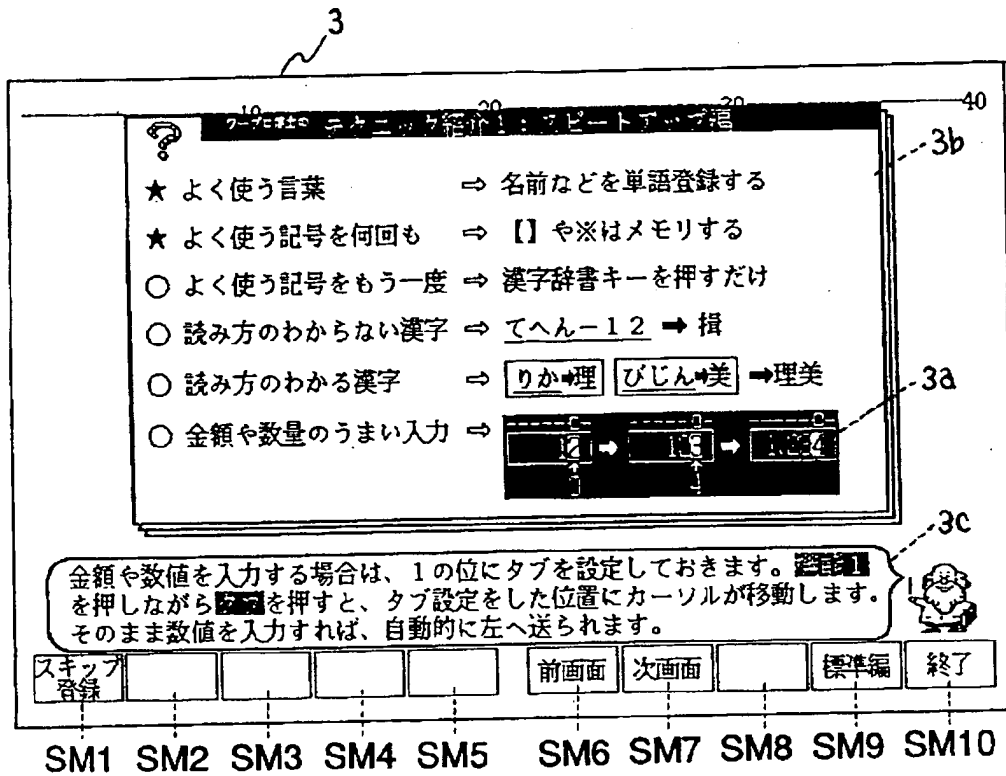 3
10 20 30 40
ワープロ博士の テクニック紹介1：スピードアップ編
3b
★ よく使う言葉 ⇨ 名前などを単語登録する
★ よく使う記号を何回も ⇨ 【】や※はメモリする
○ よく使う記号をもう一度 ⇨ 漢字辞書キーを押すだけ
○ 読み方のわからない漢字 ⇨ てへん－１２ ➡ 揖
○ 読み方のわかる漢字 ⇨ りか➡理 びじん➡美 ➡理美
3a
○ 金額や数量のうまい入力 ⇨ 12 ➡ 123 ➡ 1,234
3c
金額や数値を入力する場合は、１の位にタブを設定しておきます。機能1
を押しながらタブを押すと、タブ設定をした位置にカーソルが移動します。
そのまま数値を入力すれば、自動的に左へ送られます。
スキップ登録 前画面 次画面 標準編 終了
SM1 SM2 SM3 SM4 SM5 SM6 SM7 SM8 SM9 SM10